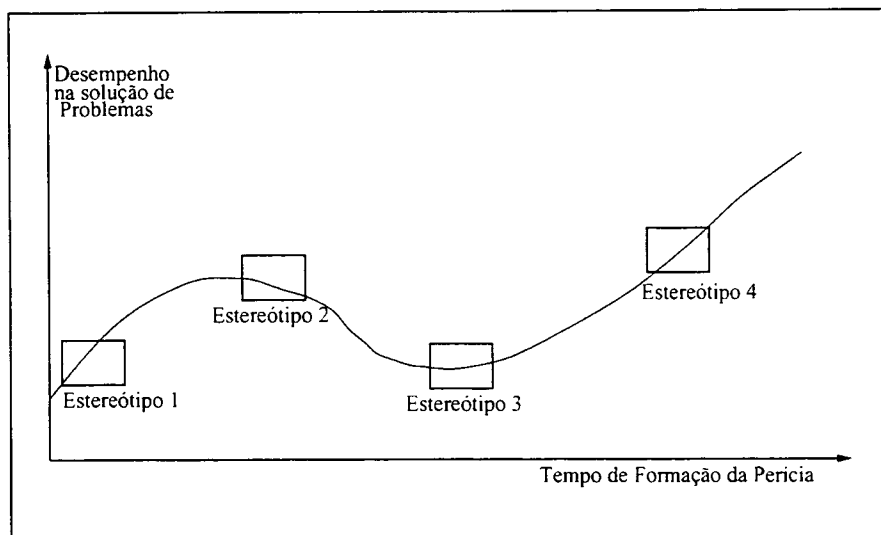 Desempenho
na solução de
Problemas
Estereótipo 1
Estereótipo 2
Estereótipo 3
Estereótipo 4
Tempo de Formação da Perícia